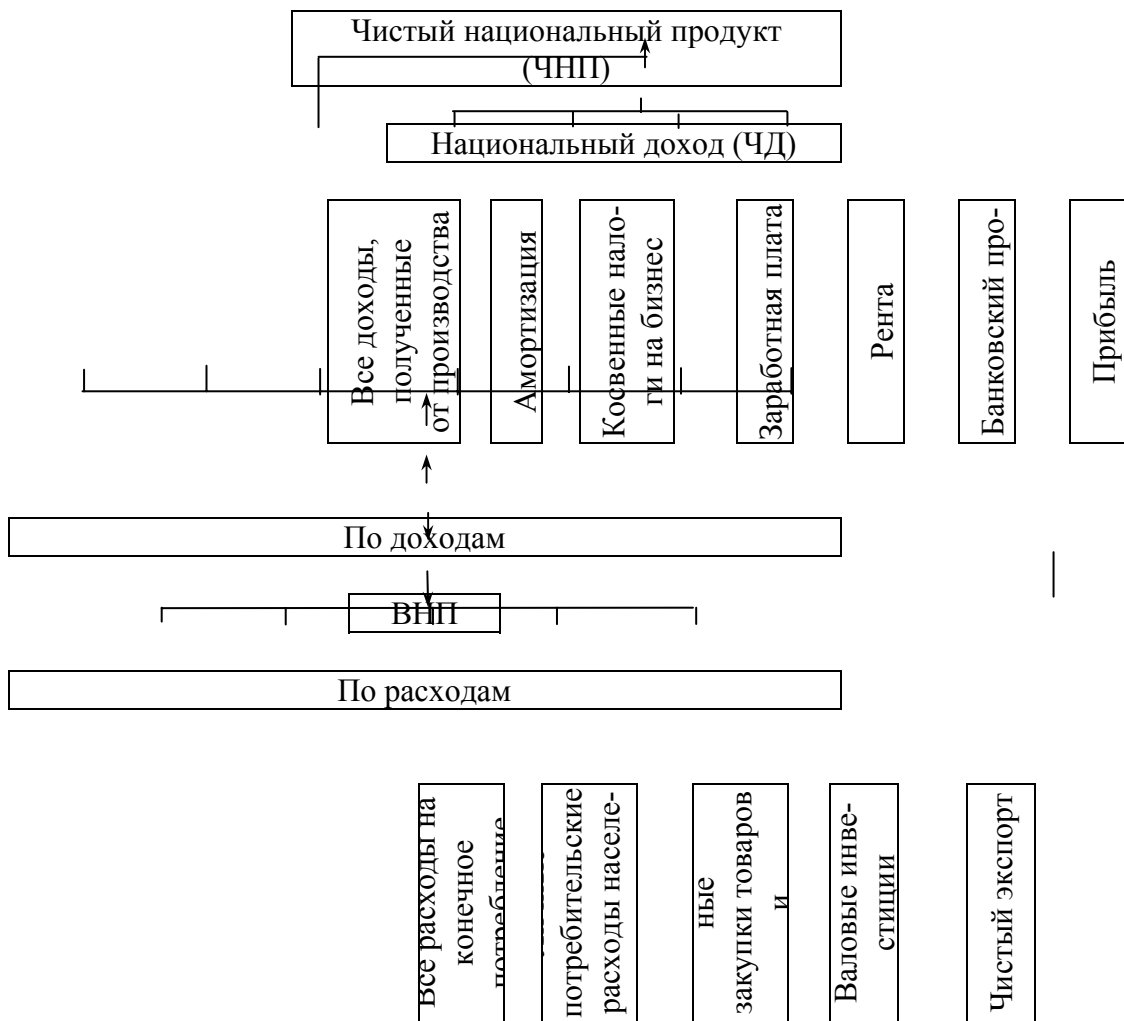 Чистый национальный продукт
(ЧНП)
Национальный доход (ЧД)
Все доходы,
полученные
от производства
Амортизация
Косвенные нало-
ги на бизнес
Заработная плата
Рента
Банковский про-
Прибыль
По доходам
ВНП
По расходам
Все расходы на
конечное
потребление
потребительские
расходы населе-
ные
закупки товаров
и
Валовые инве-
стиции
Чистый экспорт